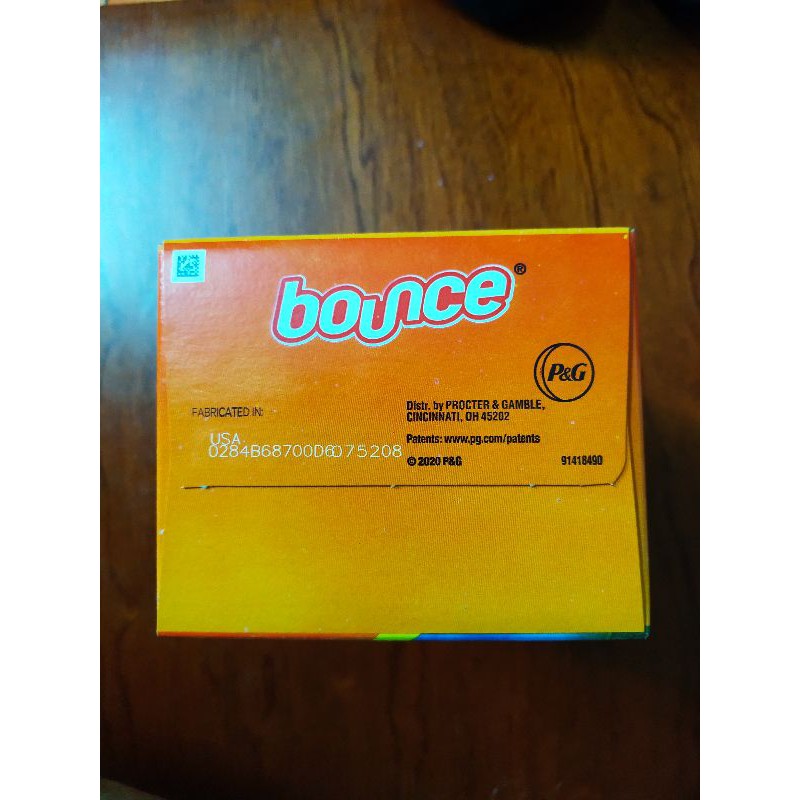 bounce®
P&G
FABRICATED IN:
USA
0284B68700D6075208
Distr. by PROCTER & GAMBLE,
CINCINNATI, OH 45202
Patents: www.pg.com/patents
© 2020 P&G
91418490